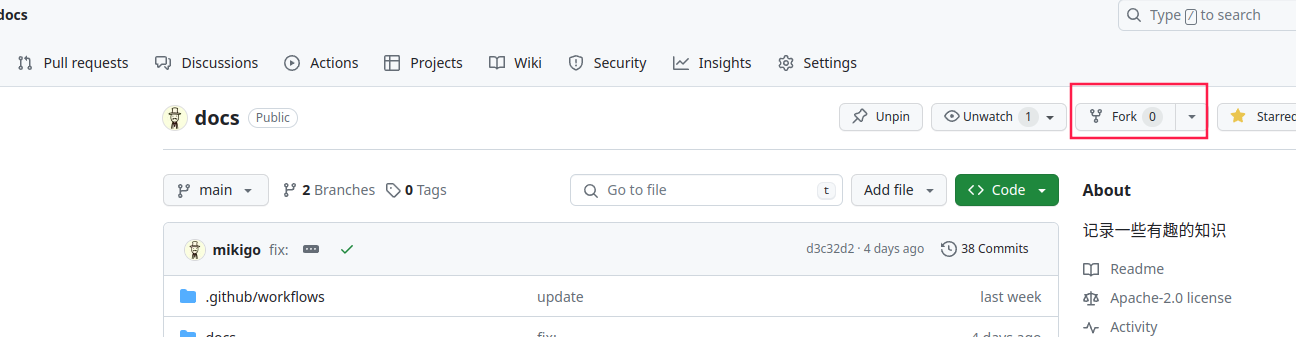 docs
Type / to search
Pull requests Discussions Actions Projects Wiki Security Insights Settings
docs Public Unpin Unwatch 1 Fork 0 Starred
main 2 Branches 0 Tags Go to file t Add file Code
About
记录一些有趣的知识
mikigo fix: d3c32d2 · 4 days ago 38 Commits
Readme
.github/workflows update last week
Apache-2.0 license
Activity
docs fix: 4 days ago